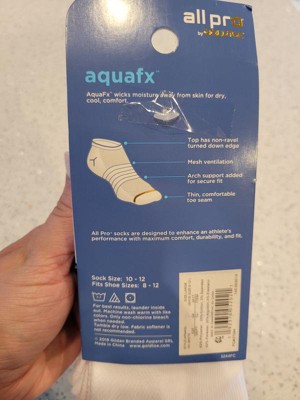 all pro
by GOLDTOE
aquafx™
AquaFx™ wicks moisture away from skin for dry,
cool, comfort.
Top has non-ravel
turned down edge
Mesh ventilation
Arch support added
for secure fit
Thin, comfortable
toe seam
All Pro® socks are designed to enhance an athlete's
performance with maximum comfort, durability, and fit.
Sock Size: 10 - 12
Fits Shoe Sizes: 6 - 12
For best results, launder inside
out. Machine wash warm with like
colors. Only non-chlorine bleach
when needed.
Tumble dry low. Fabric softener is
not recommended.
© 2019 Gildan Branded Apparel SRL
Made in China
www.goldtoe.com